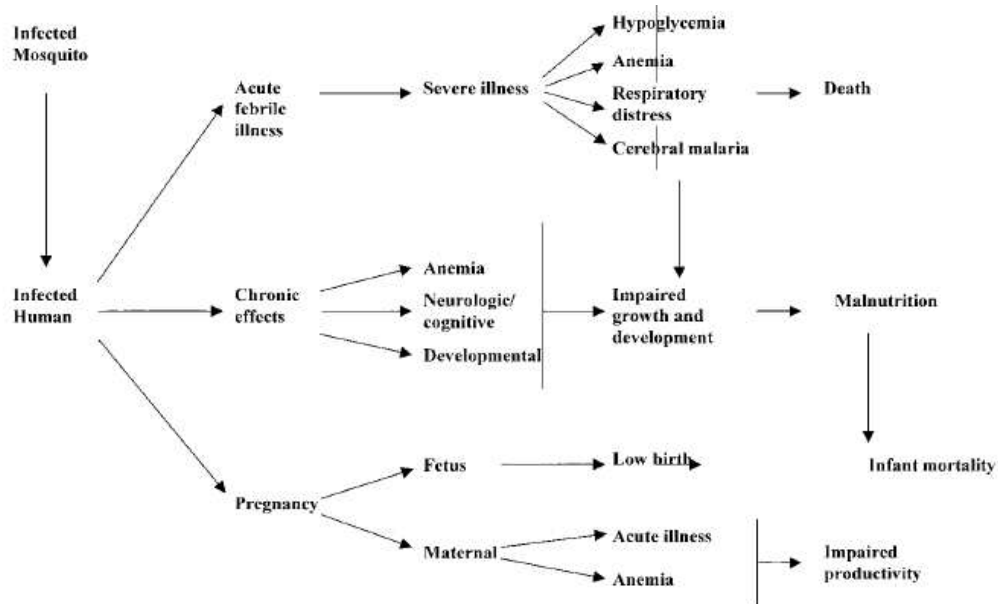 Infected
Mosquito
Infected
Human
Acute
febrile
illness
Severe illness
Hypoglycemia
Anemia
Respiratory
distress
Cerebral malaria
Death
Chronic
effects
Anemia
Neurologic/
cognitive
Developmental
Impaired
growth and
development
Malnutrition
Pregnancy
Fetus
Low birth
Infant mortality
Maternal
Acute illness
Anemia
Impaired
productivity